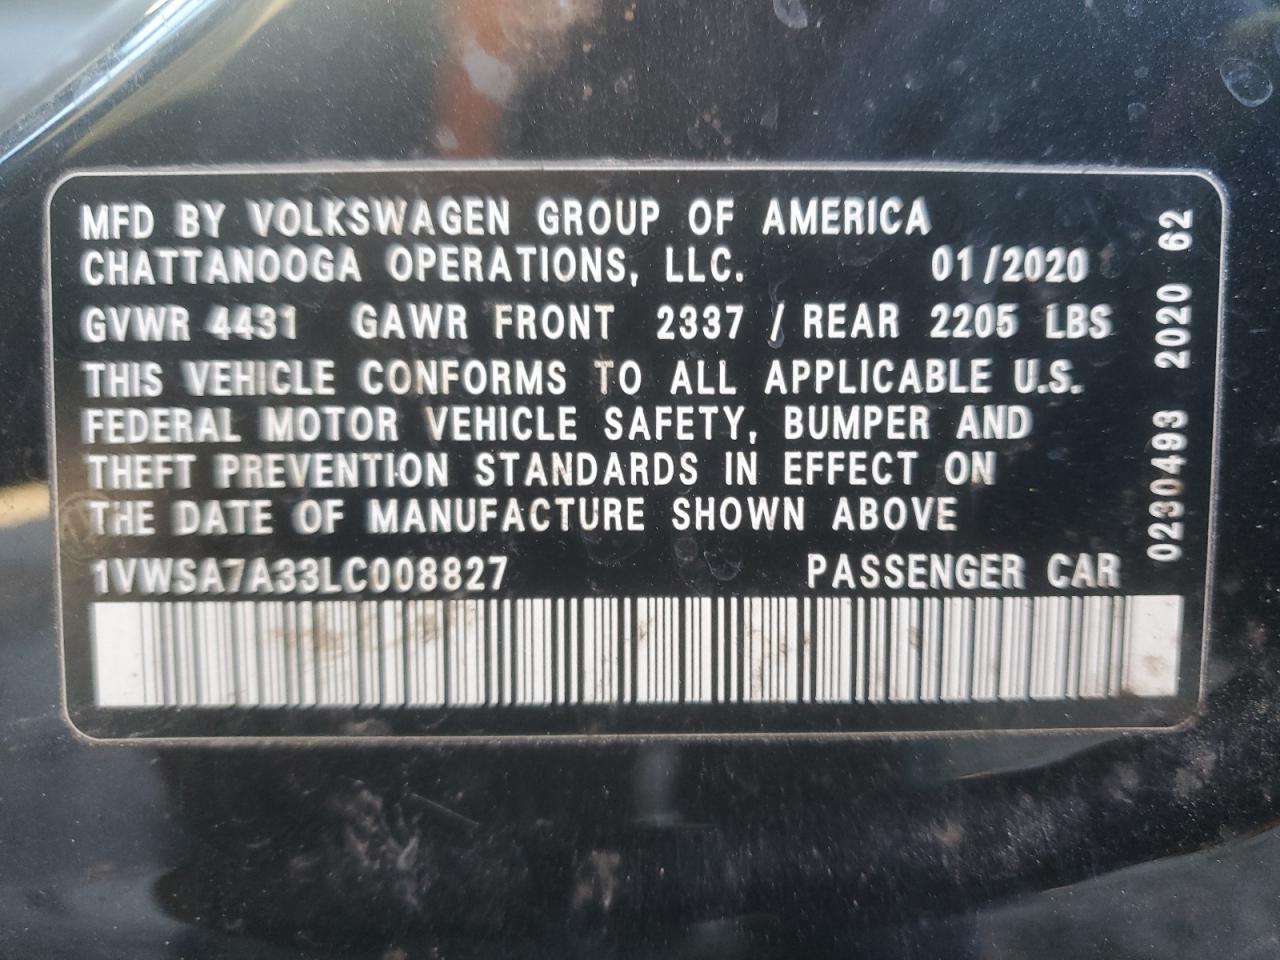 MFD BY VOLKSWAGEN GROUP OF AMERICA
CHATTANOOGA OPERATIONS, LLC. 01/2020
GVWR 4431 GAWR FRONT 2337 / REAR 2205 LBS
THIS VEHICLE CONFORMS TO ALL APPLICABLE U.S.
FEDERAL MOTOR VEHICLE SAFETY, BUMPER AND
THEFT PREVENTION STANDARDS IN EFFECT ON
THE DATE OF MANUFACTURE SHOWN ABOVE
1VWSA7A33LC008827 PASSENGER CAR
0230493 2020 62